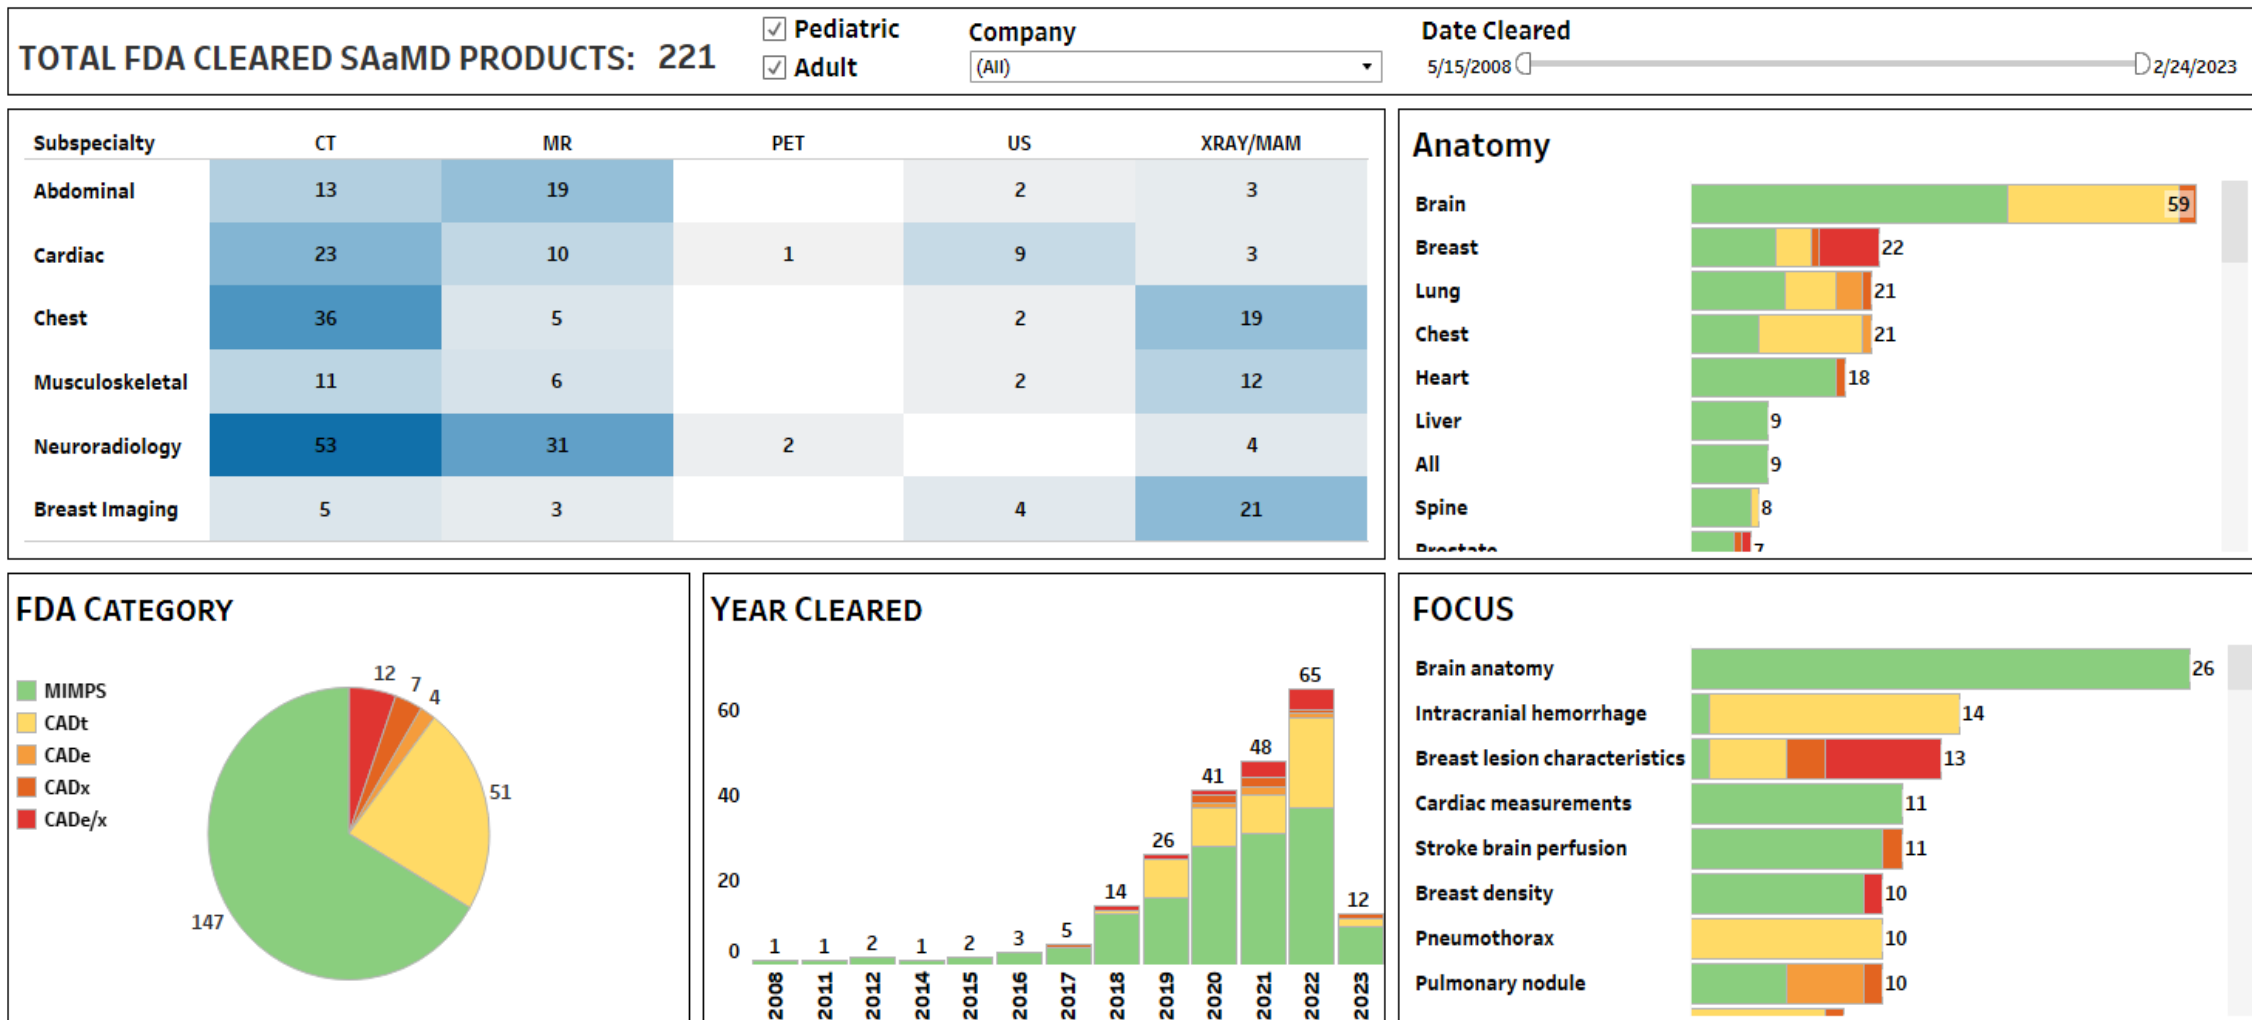 TOTAL FDA CLEARED SAaMD PRODUCTS: 221
Pediatric
Adult
Company
(All)
Date Cleared
5/15/2008 2/24/2023
Subspecialty CT MR PET US XRAY/MAM
Abdominal 13 19 2 3
Cardiac 23 10 1 9 3
Chest 36 5 2 19
Musculoskeletal 11 6 2 12
Neuroradiology 53 31 2 4
Breast Imaging 5 3 4 21
Anatomy
Brain 59
Breast 22
Lung 21
Chest 21
Heart 18
Liver 9
All 9
Spine 8
Prostate 7
FDA CATEGORY
MIMPS
CADt
CADe
CADx
CADe/x
12
7
4
51
147
YEAR CLEARED
60
40
20
0
1 1 2 1 2 3 5 14 26 41 48 65 12
2008 2011 2012 2014 2015 2016 2017 2018 2019 2020 2021 2022 2023
FOCUS
Brain anatomy 26
Intracranial hemorrhage 14
Breast lesion characteristics 13
Cardiac measurements 11
Stroke brain perfusion 11
Breast density 10
Pneumothorax 10
Pulmonary nodule 10